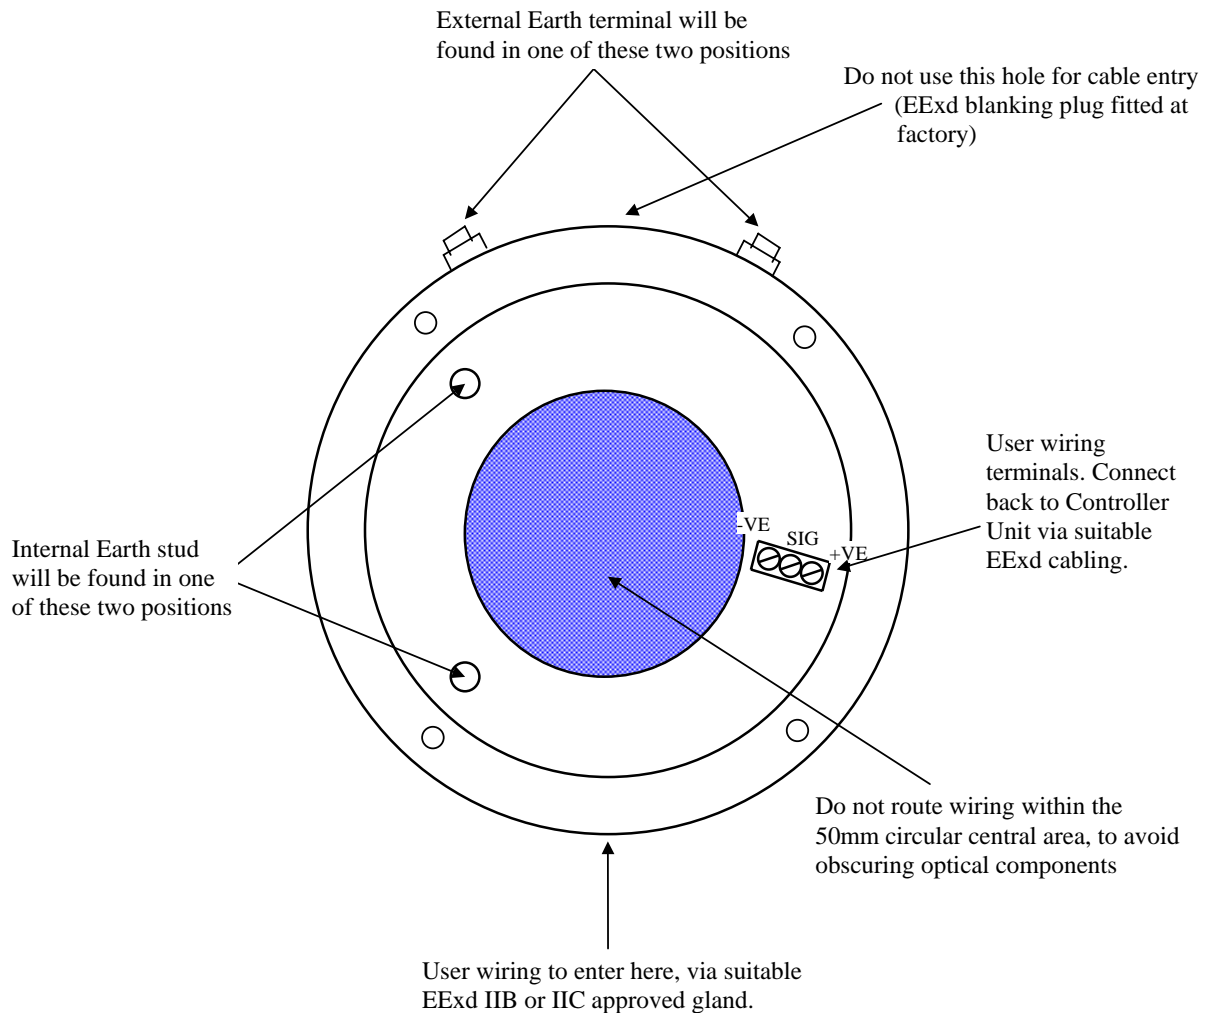 External Earth terminal will be
found in one of these two positions
Do not use this hole for cable entry
(EExd blanking plug fitted at
factory)
User wiring
terminals. Connect
back to Controller
Unit via suitable
EExd cabling.
-VE
SIG
+VE
Internal Earth stud
will be found in one
of these two positions
Do not route wiring within the
50mm circular central area, to avoid
obscuring optical components
User wiring to enter here, via suitable
EExd IIB or IIC approved gland.